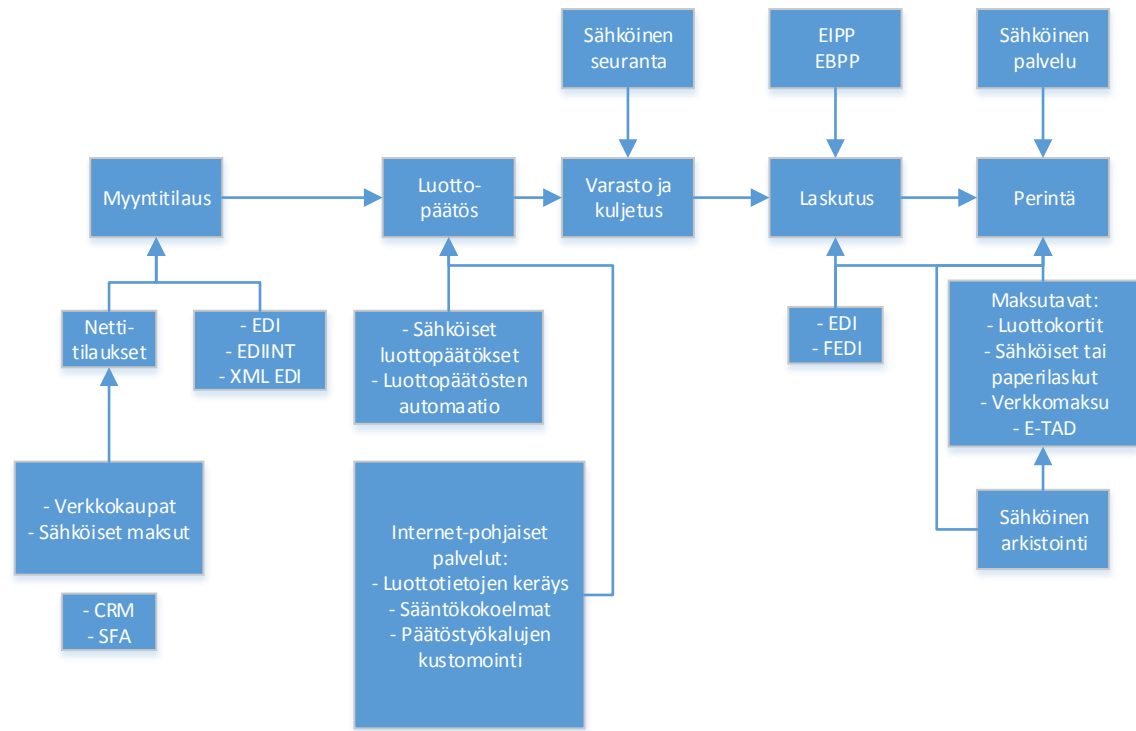 Sähköinen
seuranta
EIPP
EBPP
Sähköinen
palvelu
Myyntitilaus
Luotto-
päätös
Varasto ja
kuljetus
Laskutus
Perintä
Netti-
tilaukset
- EDI
- EDIINT
- XML EDI
- Sähköiset
luottopäätökset
- Luottopäätösten
automaatio
- EDI
- FEDI
Maksutavat:
- Luottokortit
- Sähköiset tai
paperilaskut
- Verkkomaksu
- E-TAD
- Verkkokaupat
- Sähköiset maksut
Internet-pohjaiset
palvelut:
- Luottotietojen keräys
- Sääntökokoelmat
- Päätöstyökalujen
kustomointi
Sähköinen
arkistointi
- CRM
- SFA